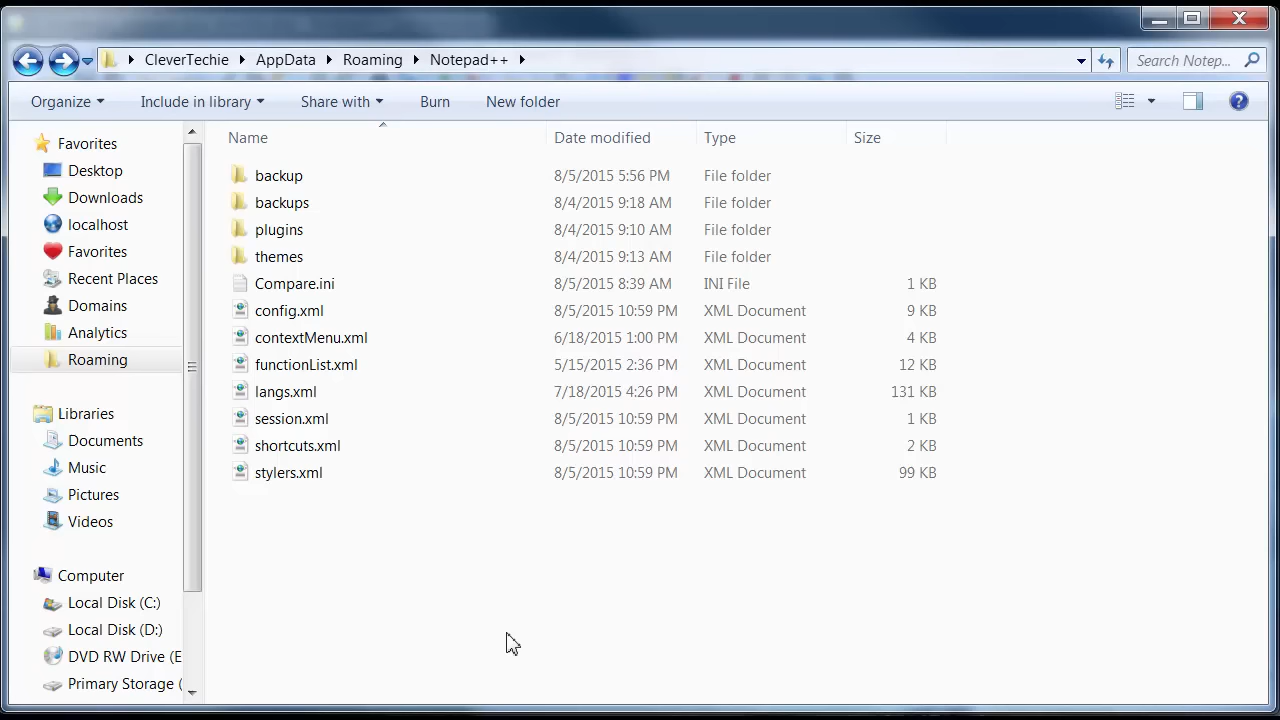 CleverTechie AppData Roaming Notepad++
Search Notep...
Organize Include in library Share with Burn New folder
Name Date modified Type Size
Favorites
Desktop
Downloads
localhost
Favorites
Recent Places
Domains
Analytics
Roaming
Libraries
Documents
Music
Pictures
Videos
Computer
Local Disk (C:)
Local Disk (D:)
DVD RW Drive (E
Primary Storage (
backup 8/5/2015 5:56 PM File folder
backups 8/4/2015 9:18 AM File folder
plugins 8/4/2015 9:10 AM File folder
themes 8/4/2015 9:13 AM File folder
Compare.ini 8/5/2015 8:39 AM INI File 1 KB
config.xml 8/5/2015 10:59 PM XML Document 9 KB
contextMenu.xml 6/18/2015 1:00 PM XML Document 4 KB
functionList.xml 5/15/2015 2:36 PM XML Document 12 KB
langs.xml 7/18/2015 4:26 PM XML Document 131 KB
session.xml 8/5/2015 10:59 PM XML Document 1 KB
shortcuts.xml 8/5/2015 10:59 PM XML Document 2 KB
stylers.xml 8/5/2015 10:59 PM XML Document 99 KB